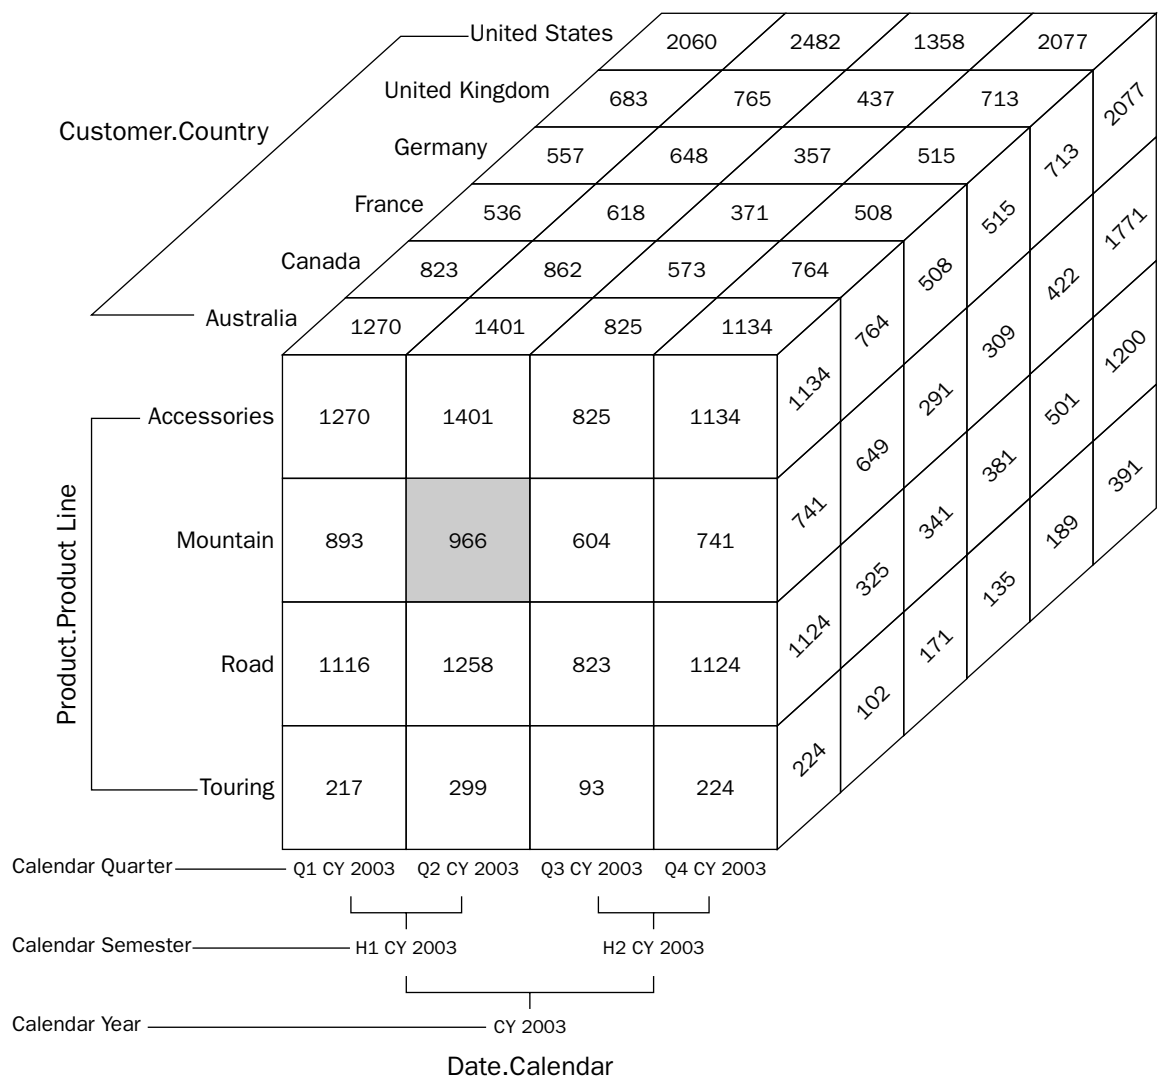 United States 2060 2482 1358 2077
United Kingdom 683 765 437 713
Germany 557 648 357 515
France 536 618 371 508
Canada 823 862 573 764
Australia 1270 1401 825 1134
Customer.Country
Accessories 1270 1401 825 1134
Mountain 893 966 604 741
Road 1116 1258 823 1124
Touring 217 299 93 224
Product.Product Line
1134 764 508 515 713 2077
741 649 291 309 422 1771
1124 325 341 381 501 1200
224 102 171 135 189 391
Calendar Quarter Q1 CY 2003 Q2 CY 2003 Q3 CY 2003 Q4 CY 2003
Calendar Semester H1 CY 2003 H2 CY 2003
Calendar Year CY 2003
Date.Calendar